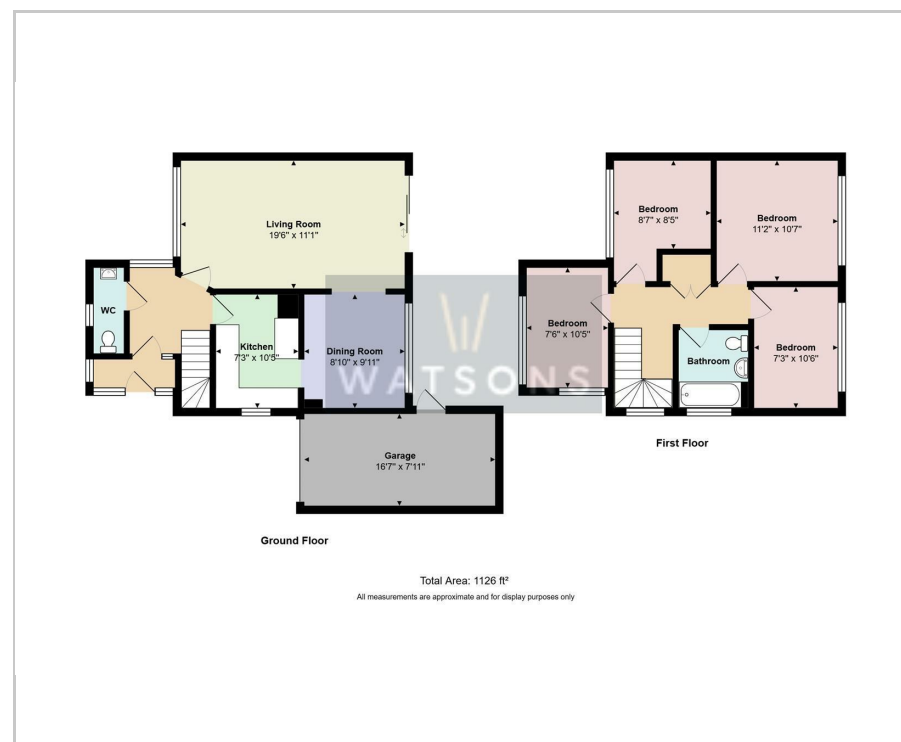 Living Room
19'6" x 11'1"
WC
Kitchen
7'3" x 10'5"
Dining Room
8'10" x 9'11"
Garage
16'7" x 7'11"
Ground Floor
WATSONS
Bedroom
8'7" x 8'5"
Bedroom
11'2" x 10'7"
Bedroom
7'6" x 10'5"
Bathroom
Bedroom
7'3" x 10'6"
First Floor
Total Area: 1126 ft²
All measurements are approximate and for display purposes only